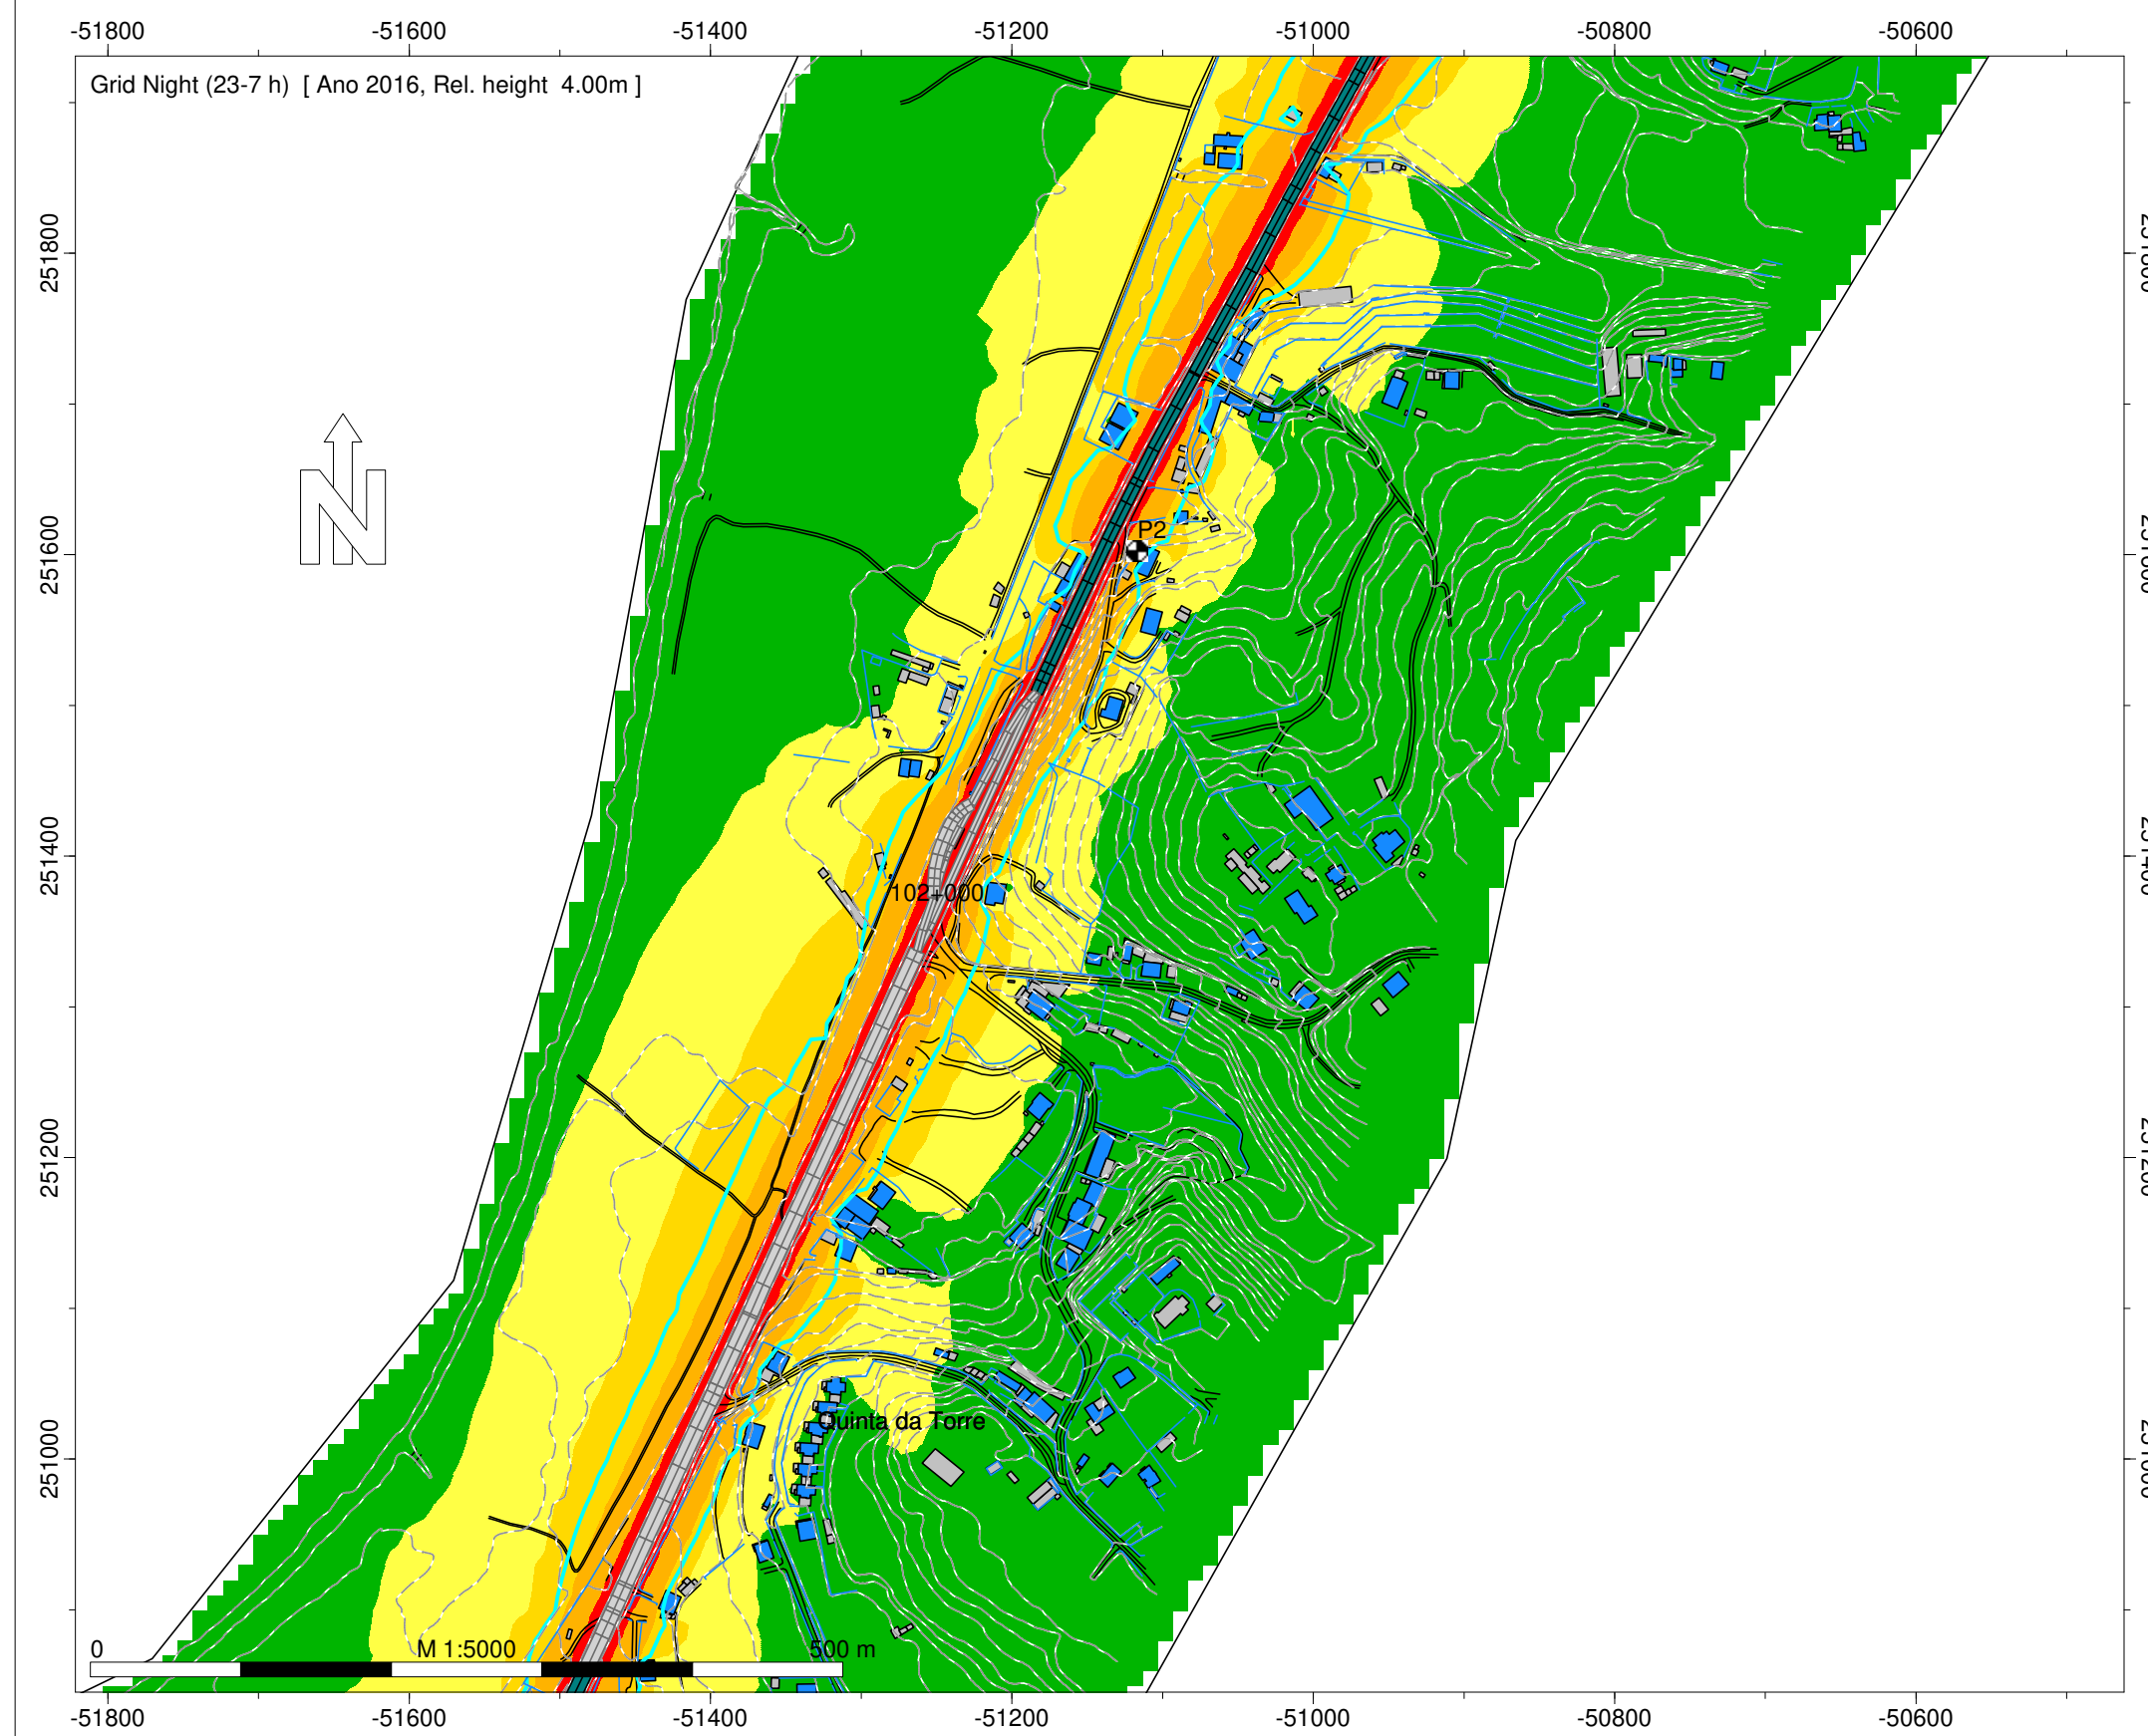 -51800 -51600 -51400 -51200 -51000 -50800 -50600
Grid Night (23-7 h) [ Ano 2016, Rel. height 4.00m ]
251800
251600
251400
251200
251000
N
P2
102+000
Quinta da Torre
0 M 1:5000 500 m
-51800 -51600 -51400 -51200 -51000 -50800 -50600